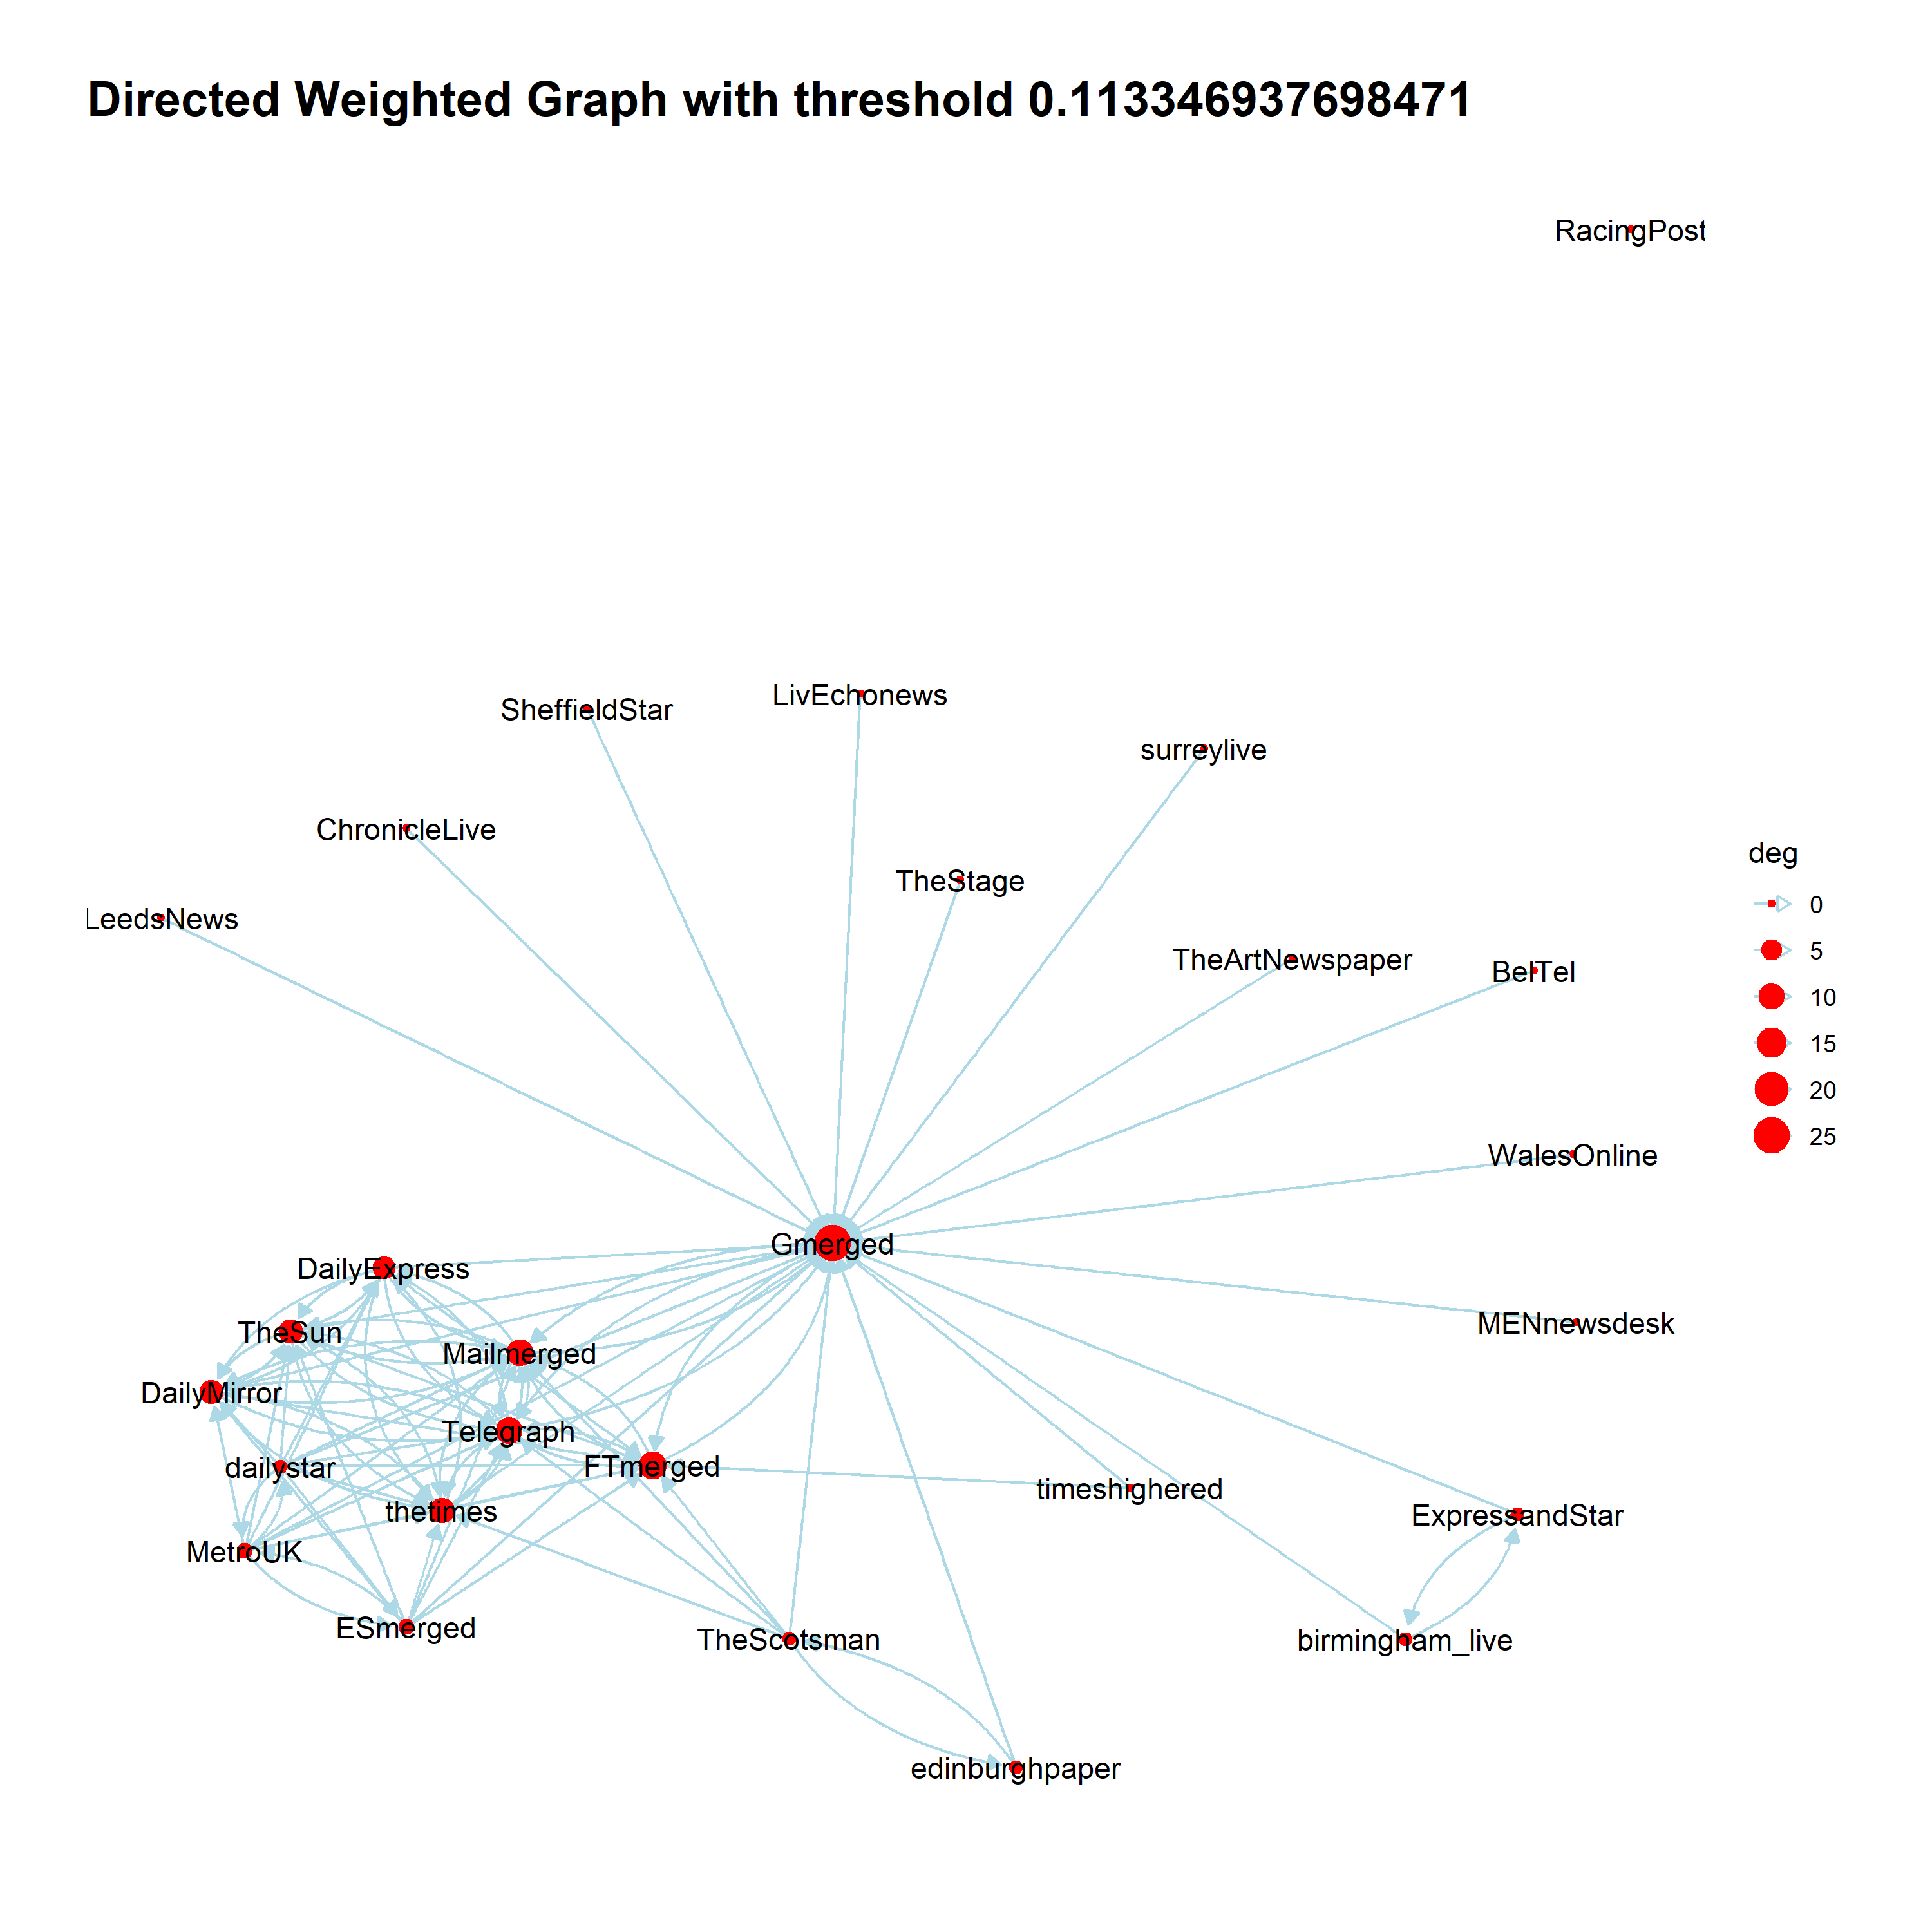 Directed Weighted Graph with threshold 0.113346937698471
RacingPost
SheffieldStar
LivEchonews
surreylive
ChronicleLive
TheStage
LeedsNews
TheArtNewspaper
BelTel
WalesOnline
Gmerged
DailyExpress
TheSun
MENnewsdesk
Mailmerged
DailyMirror
Telegraph
dailystar
FTmerged
timeshighered
thetimes
ExpressandStar
MetroUK
ESmerged
TheScotsman
birmingham_live
edinburghpaper
deg
0
5
10
15
20
25